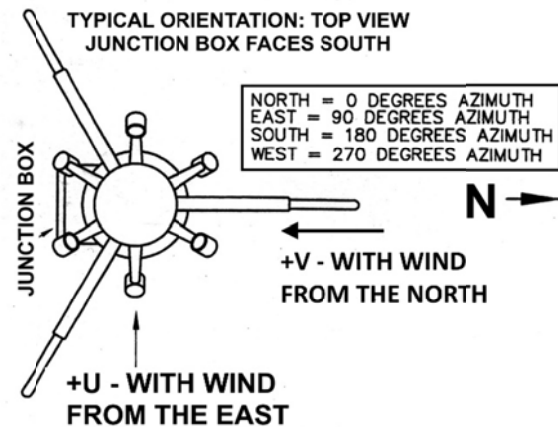 TYPICAL ORIENTATION: TOP VIEW
JUNCTION BOX FACES SOUTH
NORTH = 0 DEGREES AZIMUTH
EAST = 90 DEGREES AZIMUTH
SOUTH = 180 DEGREES AZIMUTH
WEST = 270 DEGREES AZIMUTH
N
JUNCTION BOX
+V - WITH WIND
FROM THE NORTH
+U - WITH WIND
FROM THE EAST